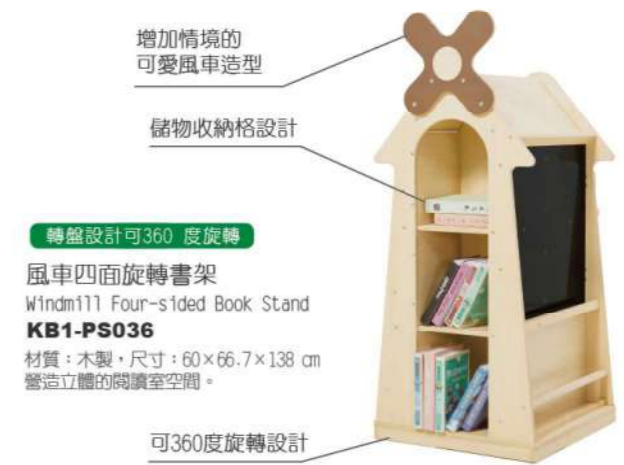 增加情境的
可愛風車造型
儲物收納格設計
轉盤設計可360 度旋轉
風車四面旋轉書架
Windmill Four-sided Book Stand
KB1-PS036
材質：木製，尺寸：60×66.7×138 cm
營造立體的閱讀室空間。
可360度旋轉設計